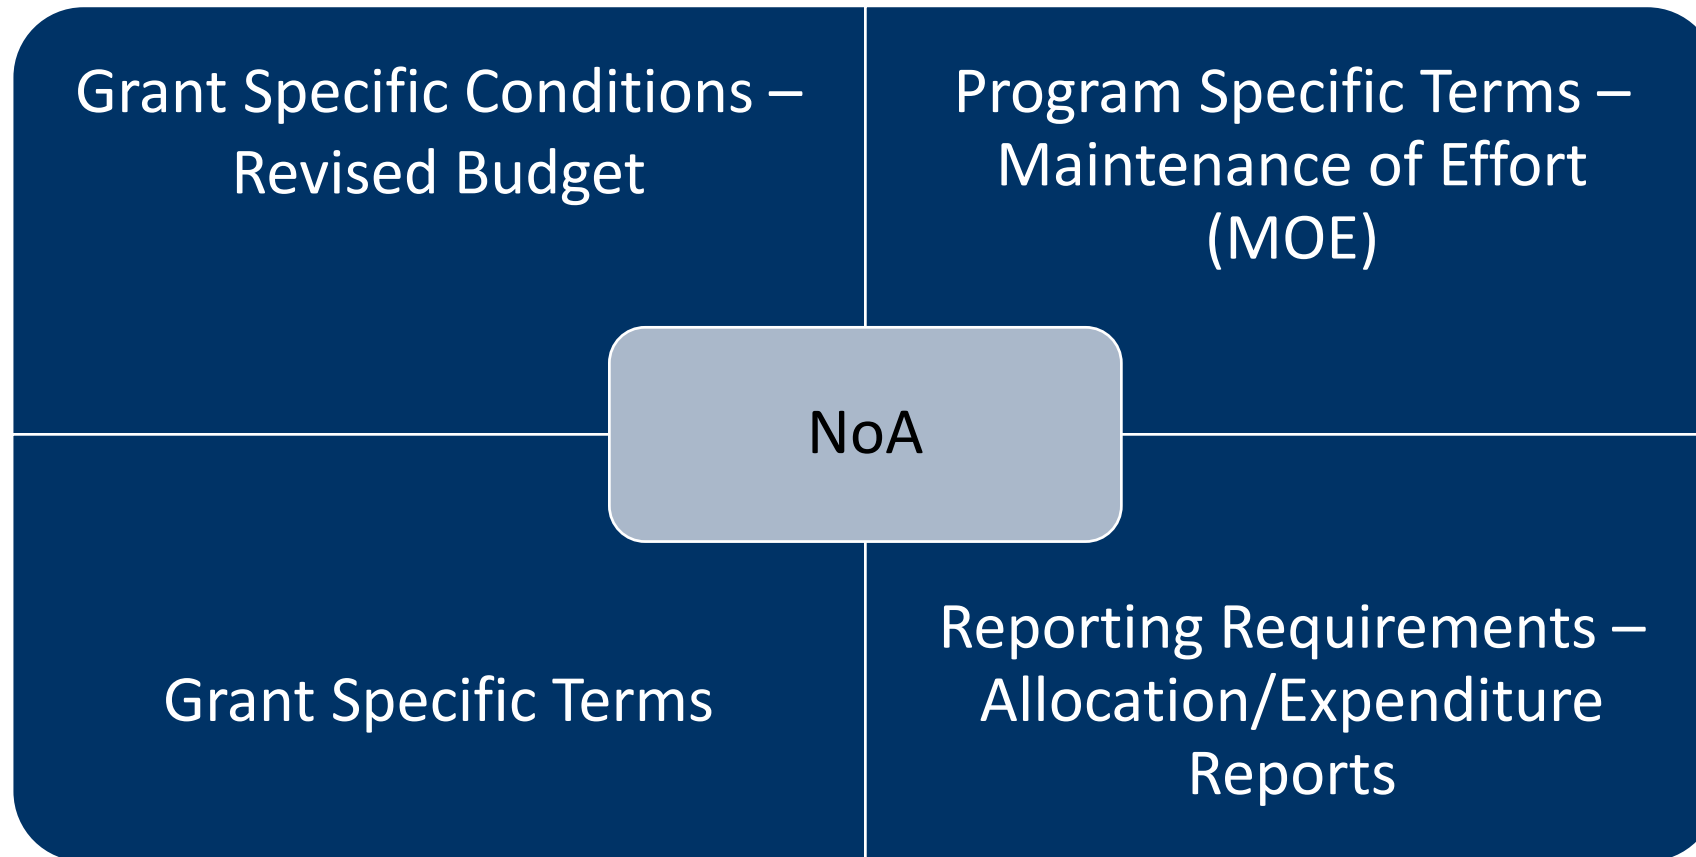 Grant Specific Conditions –
Revised Budget
Program Specific Terms –
Maintenance of Effort
(MOE)
NoA
Grant Specific Terms
Reporting Requirements –
Allocation/Expenditure
Reports